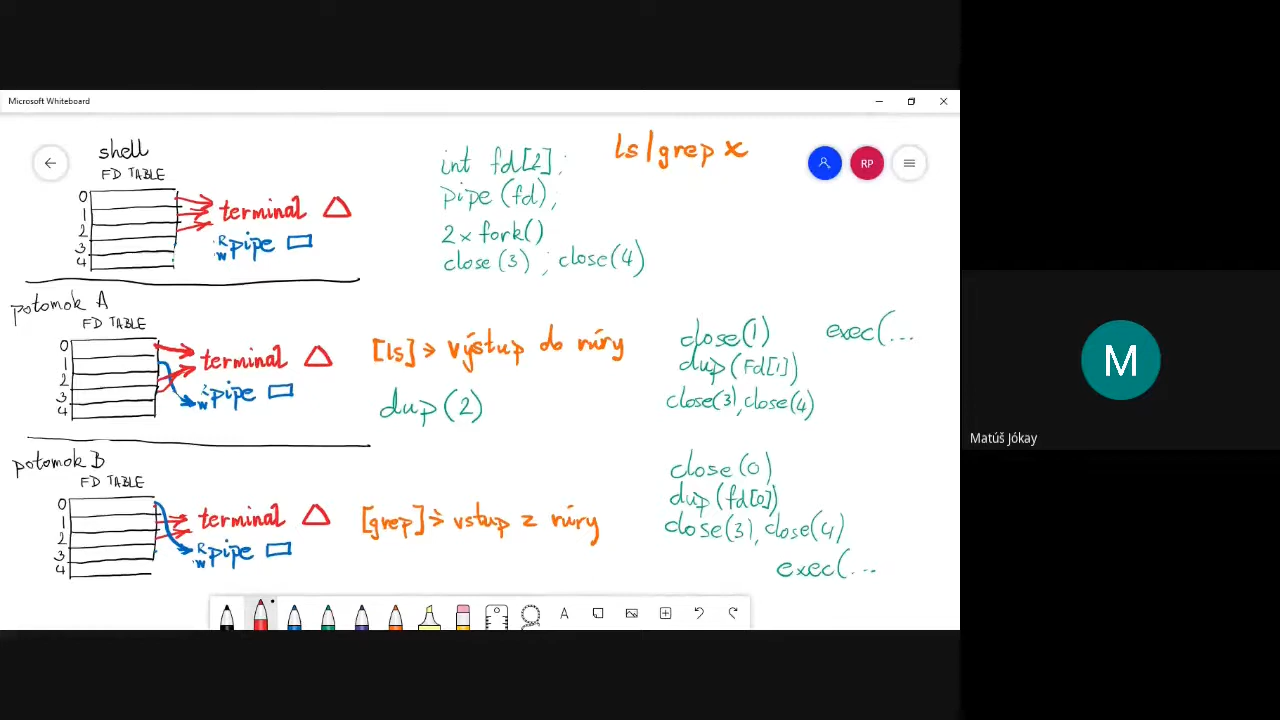 Microsoft Whiteboard
ls|grep x
RP
shell
FD TABLE
0
1
2
3
4
terminal
R
W
pipe
int fd[2];
pipe(fd);
2x fork()
close(3) ; close(4)
potomok A
FD TABLE
0
1
2
3
4
terminal
W
pipe
[ls] → výstup do rúry
dup(2)
close(1)
exec(...
dup(Fd[1])
close(3), close(4)
potomok B
FD TABLE
0
1
2
3
4
terminal
R
W
pipe
[grep] → vstup z rúry
close(0)
dup(fd[0])
close(3), close(4)
exec(...
A
M
Matúš Jókay